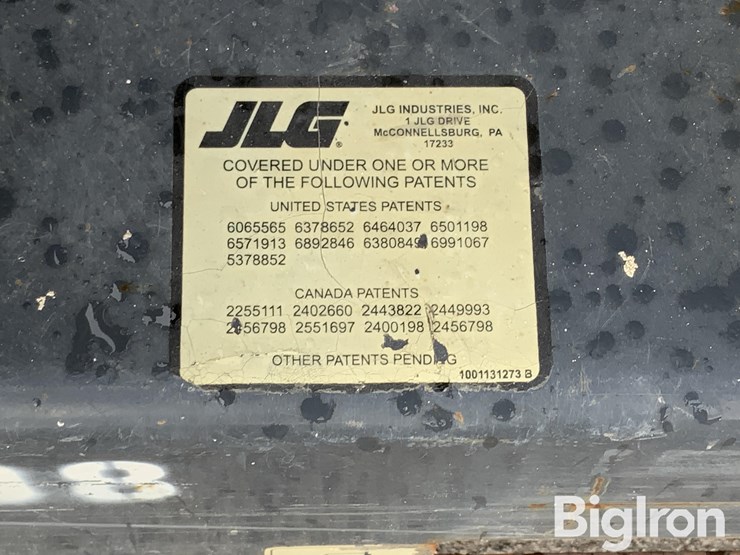 JLG®
JLG INDUSTRIES, INC.
1 JLG DRIVE
McCONNELLSBURG, PA
17233
COVERED UNDER ONE OR MORE
OF THE FOLLOWING PATENTS
UNITED STATES PATENTS
6065565 6378652 6464037 6501198
6571913 6892846 6380849 6991067
5378852
CANADA PATENTS
2255111 2402660 2443822 2449993
2456798 2551697 2400198 2456798
OTHER PATENTS PENDING
1001131273 B
BigIron